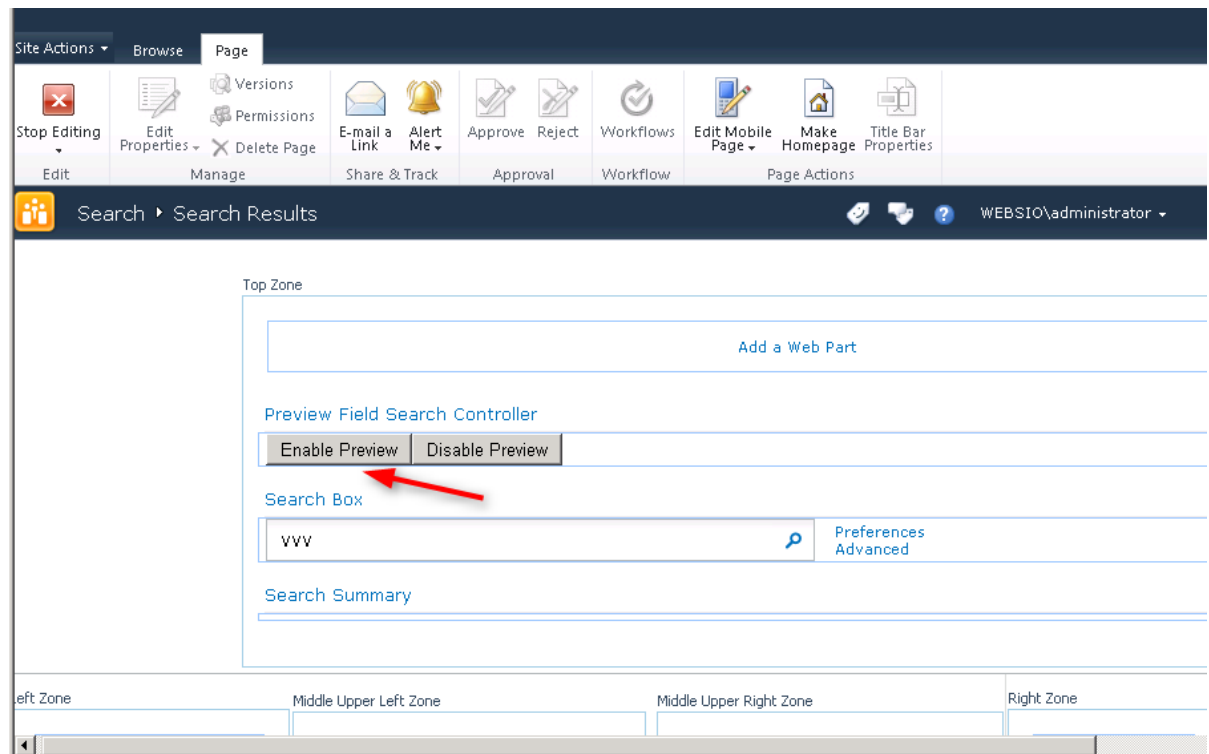 Site Actions
Browse
Page
Stop Editing
Edit
Edit
Properties
Versions
Permissions
Delete Page
Manage
E-mail a
Link
Alert
Me
Share & Track
Approve
Reject
Approval
Workflows
Workflow
Edit Mobile
Page
Make
Homepage
Title Bar
Properties
Page Actions
Search Search Results
WEBSIO\administrator
Top Zone
Add a Web Part
Preview Field Search Controller
Enable Preview Disable Preview
Search Box
vvv
Preferences
Advanced
Search Summary
Left Zone
Middle Upper Left Zone
Middle Upper Right Zone
Right Zone